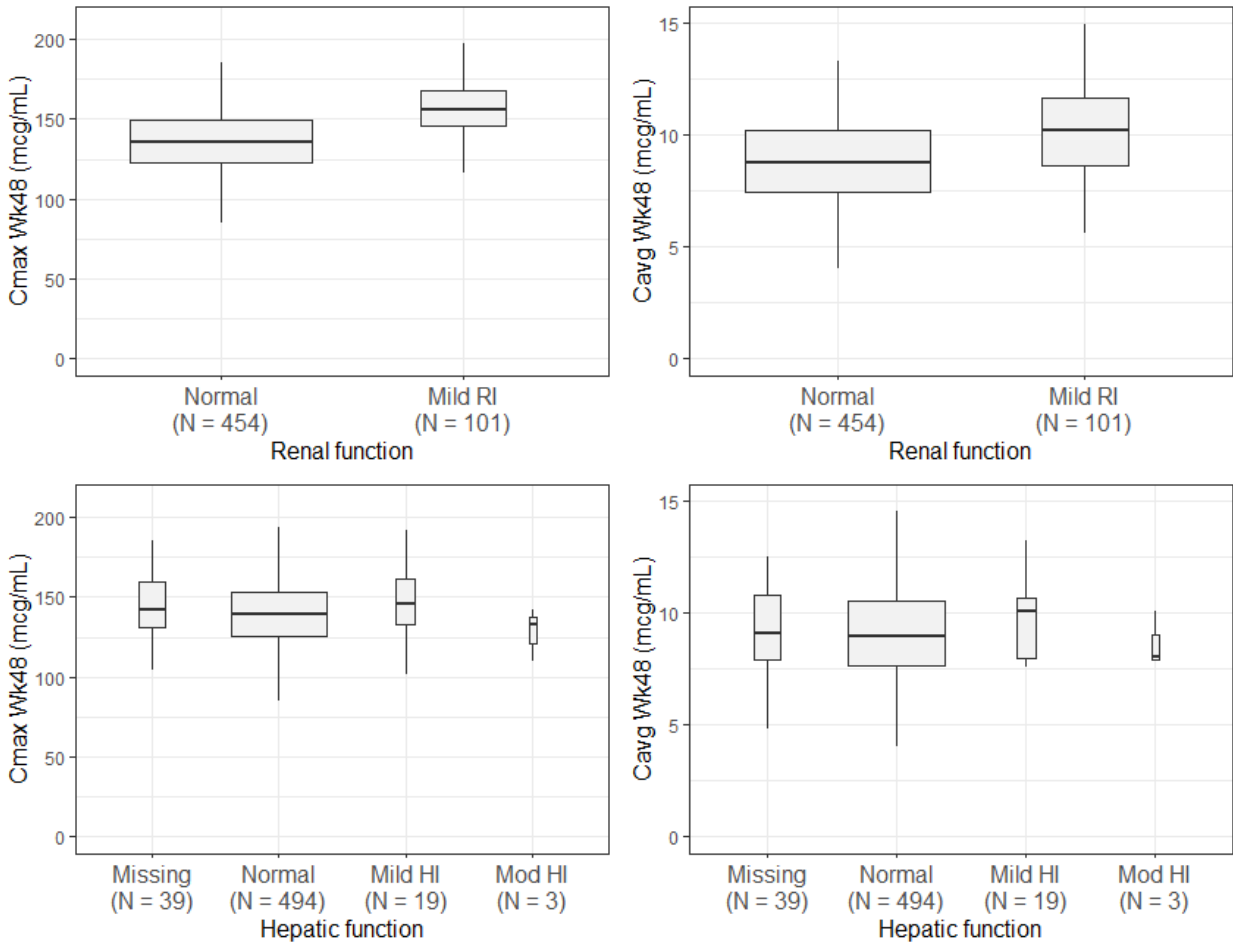 Cmax Wk48 (mcg/mL)
200
150
100
50
0
Normal
(N = 454)
Mild RI
(N = 101)
Renal function
Cavg Wk48 (mcg/mL)
15
10
5
0
Normal
(N = 454)
Mild RI
(N = 101)
Renal function
Cmax Wk48 (mcg/mL)
200
150
100
50
0
Missing
(N = 39)
Normal
(N = 494)
Mild HI
(N = 19)
Mod HI
(N = 3)
Hepatic function
Cavg Wk48 (mcg/mL)
15
10
5
0
Missing
(N = 39)
Normal
(N = 494)
Mild HI
(N = 19)
Mod HI
(N = 3)
Hepatic function